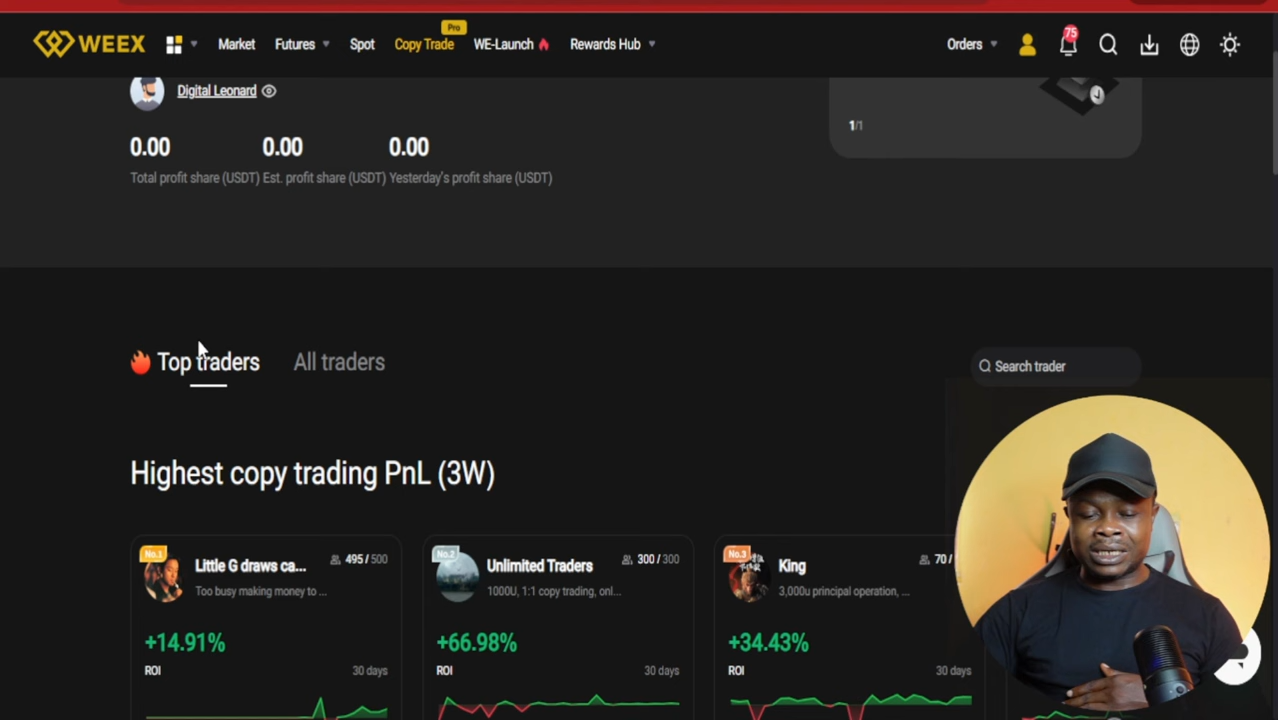 WEEX Market Futures Spot Copy Trade Pro WE-Launch Rewards Hub Orders 75
Digital Leonard
1/1
0.00 0.00 0.00
Total profit share (USDT) Est. profit share (USDT) Yesterday's profit share (USDT)
Top traders All traders Search trader
Highest copy trading PnL (3W)
No.1 Little G draws ca... 495 / 500
Too busy making money to ...
+14.91%
ROI 30 days
No.2 Unlimited Traders 300 / 300
1000U, 1:1 copy trading, onl...
+66.98%
ROI 30 days
No.3 King 70 /
3,000u principal operation, ...
+34.43%
ROI 30 days